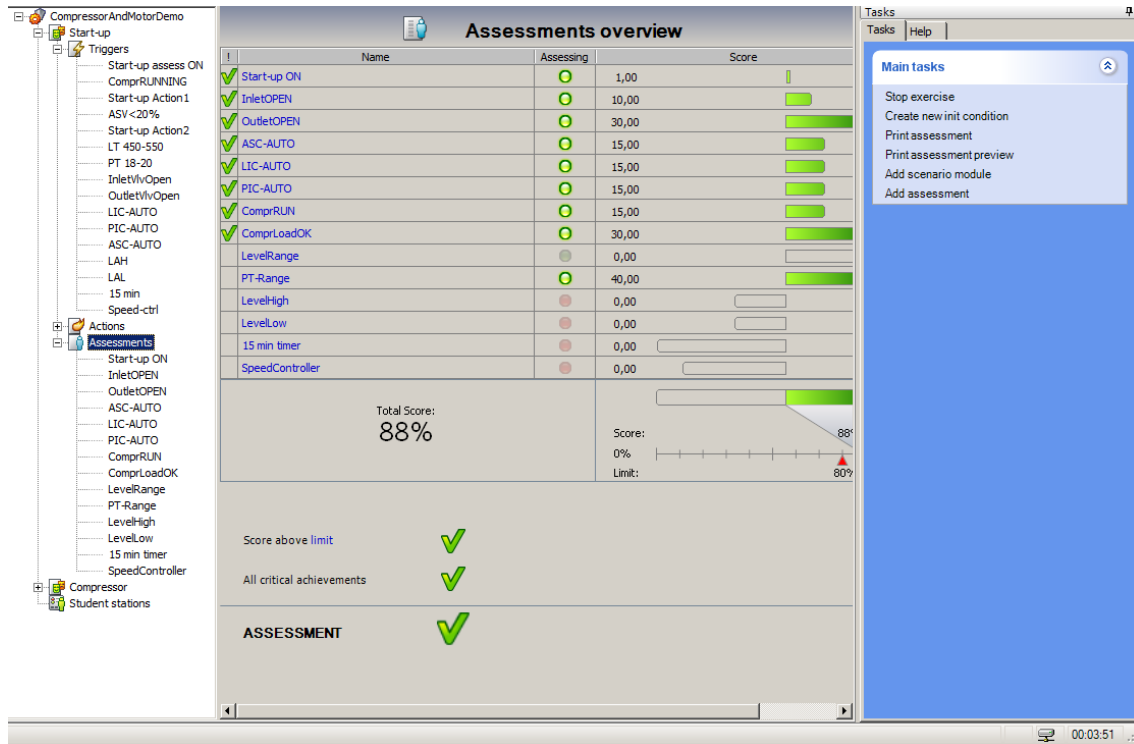 CompressorAndMotorDemo
Start-up
Triggers
Start-up assess ON
ComprRUNNING
Start-up Action1
ASV<20%
Start-up Action2
LT 450-550
PT 18-20
InletVlvOpen
OutletVlvOpen
LIC-AUTO
PIC-AUTO
ASC-AUTO
LAH
LAL
15 min
Speed-ctrl
Actions
Assessments
Start-up ON
InletOPEN
OutletOPEN
ASC-AUTO
LIC-AUTO
PIC-AUTO
ComprRUN
ComprLoadOK
LevelRange
PT-Range
LevelHigh
LevelLow
15 min timer
SpeedController
Compressor
Student stations
Assessments overview
! Name Assessing Score
Start-up ON 1,00
InletOPEN 10,00
OutletOPEN 30,00
ASC-AUTO 15,00
LIC-AUTO 15,00
PIC-AUTO 15,00
ComprRUN 15,00
ComprLoadOK 30,00
LevelRange 0,00
PT-Range 40,00
LevelHigh 0,00
LevelLow 0,00
15 min timer 0,00
SpeedController 0,00
Total Score:
88%
Score: 88%
0%
Limit: 80%
Score above limit
All critical achievements
ASSESSMENT
Tasks
Tasks Help
Main tasks
Stop exercise
Create new init condition
Print assessment
Print assessment preview
Add scenario module
Add assessment
00:03:51